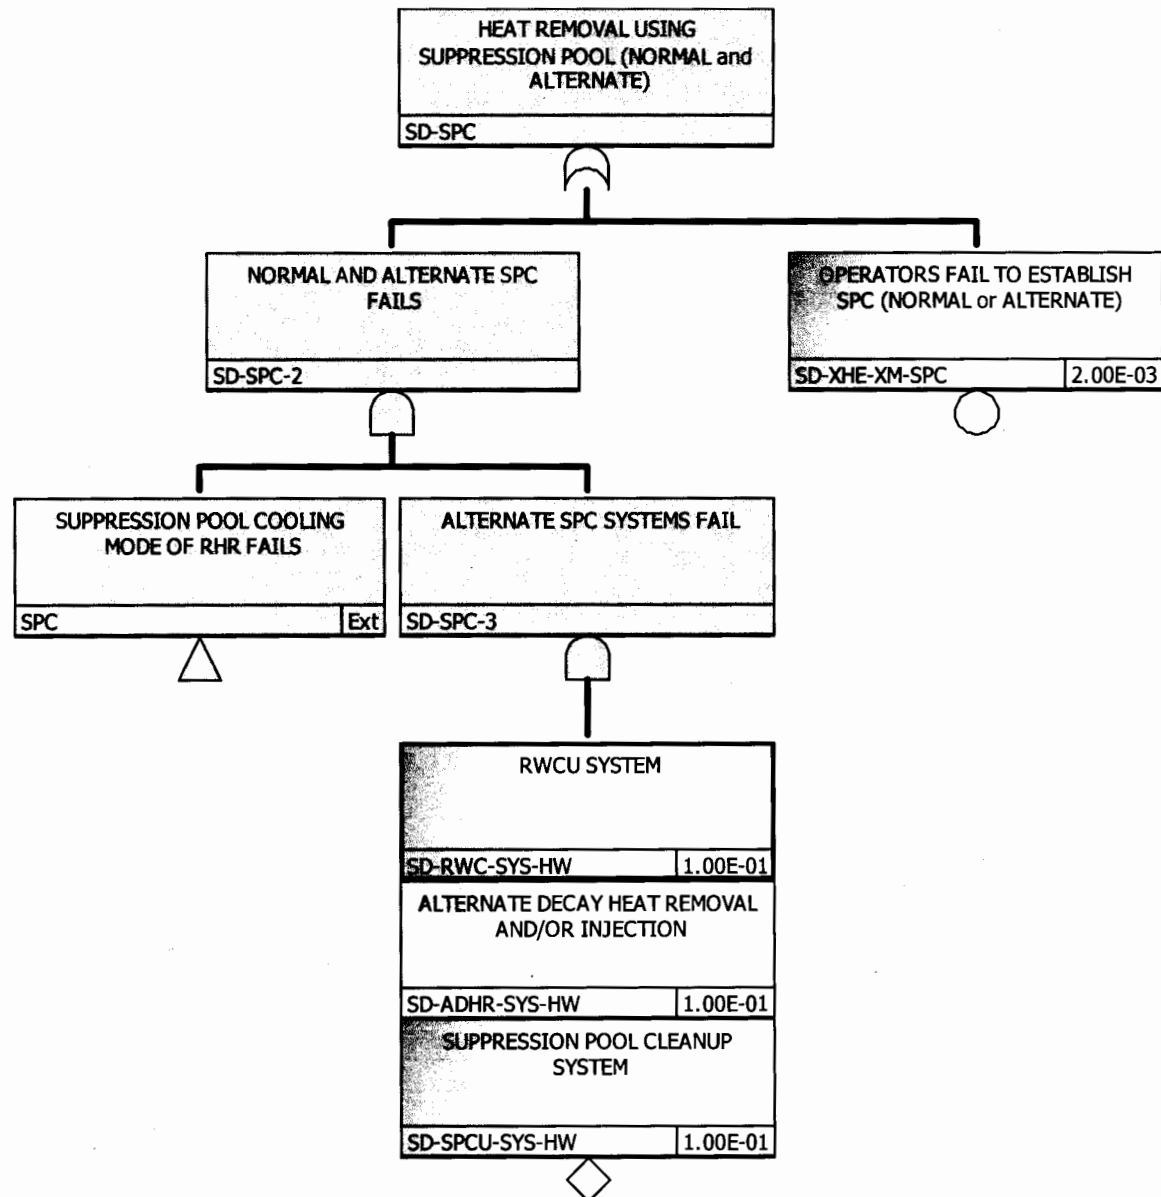 HEAT REMOVAL USING
SUPPRESSION POOL (NORMAL and
ALTERNATE)
SD-SPC
NORMAL AND ALTERNATE SPC
FAILS
SD-SPC-2
OPERATORS FAIL TO ESTABLISH
SPC (NORMAL or ALTERNATE)
SD-XHE-XM-SPC 2.00E-03
SUPPRESSION POOL COOLING
MODE OF RHR FAILS
SPC Ext
ALTERNATE SPC SYSTEMS FAIL
SD-SPC-3
RWCU SYSTEM
SD-RWC-SYS-HW 1.00E-01
ALTERNATE DECAY HEAT REMOVAL
AND/OR INJECTION
SD-ADHR-SYS-HW 1.00E-01
SUPPRESSION POOL CLEANUP
SYSTEM
SD-SPCU-SYS-HW 1.00E-01